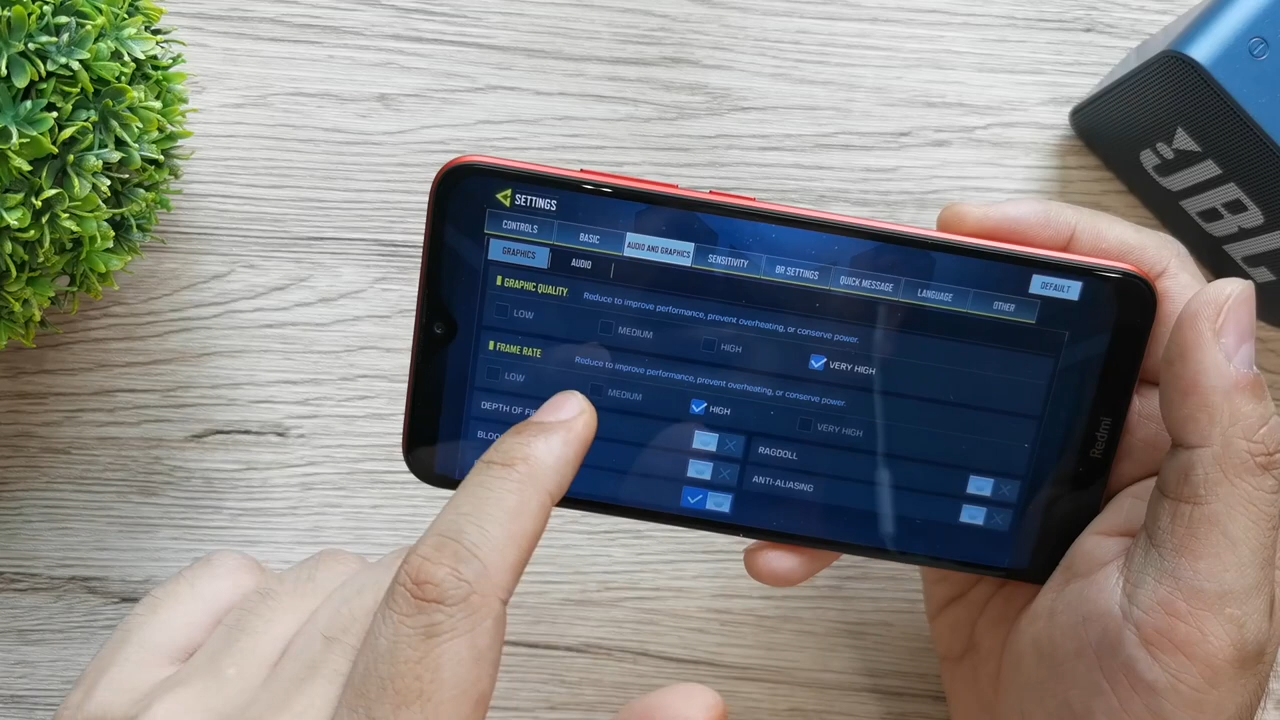 SETTINGS
CONTROLS BASIC AUDIO AND GRAPHICS SENSITIVITY BR SETTINGS QUICK MESSAGE LANGUAGE OTHER DEFAULT
GRAPHICS AUDIO
GRAPHIC QUALITY Reduce to improve performance, prevent overheating, or conserve power.
LOW MEDIUM HIGH VERY HIGH
FRAME RATE Reduce to improve performance, prevent overheating, or conserve power.
LOW MEDIUM HIGH VERY HIGH
DEPTH OF
RAGDOLL
ANTI-ALIASING
Redmi
JBL